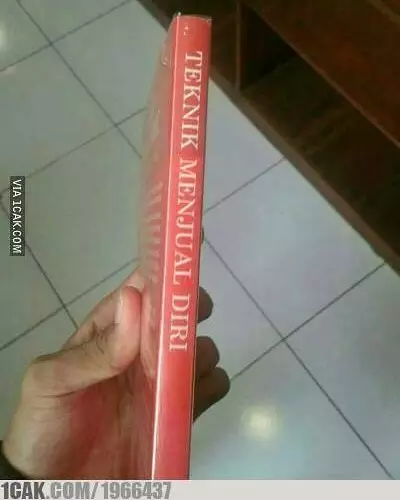 TEKNIK MENJUAL DIRI
VIA 1CAK.COM
1CAK.COM/1966437